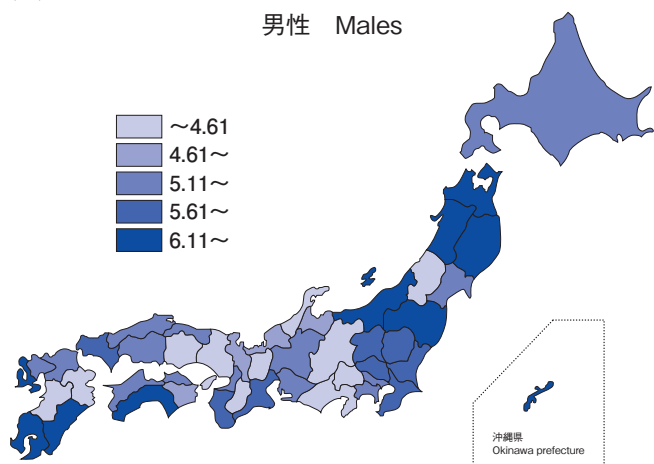 男性 Males
～4.61
4.61～
5.11～
5.61～
6.11～
沖縄県
Okinawa prefecture